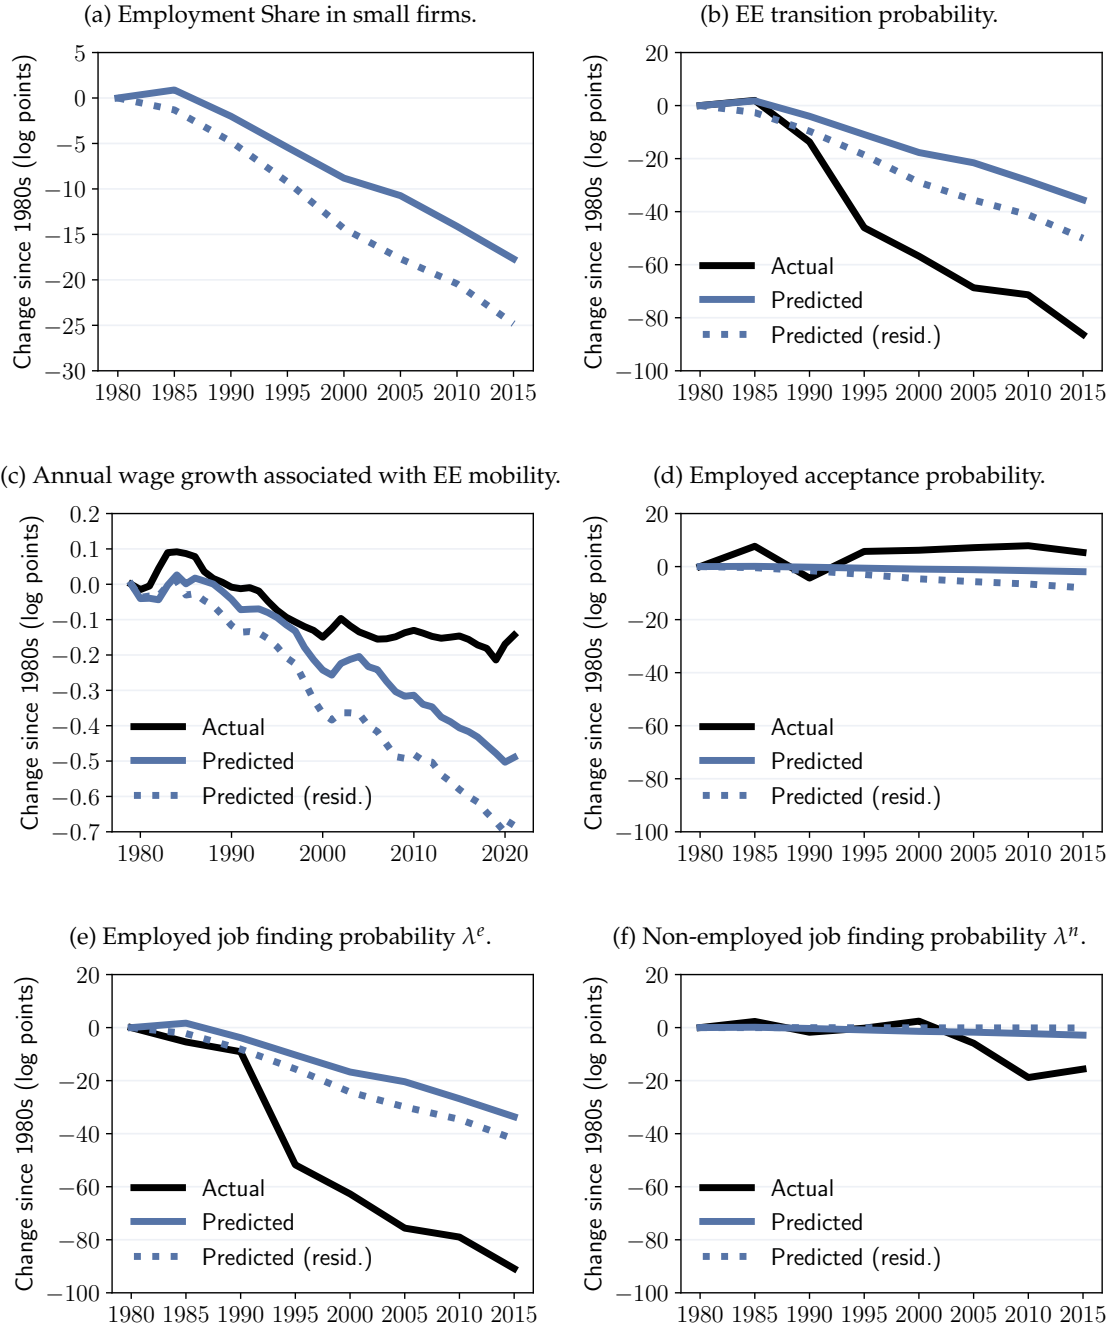 (a) Employment Share in small firms.
Change since 1980s (log points)
5
0
−5
−10
−15
−20
−25
−30
1980 1985 1990 1995 2000 2005 2010 2015
(b) EE transition probability.
Change since 1980s (log points)
20
0
−20
−40
−60
−80
−100
Actual
Predicted
Predicted (resid.)
1980 1985 1990 1995 2000 2005 2010 2015
(c) Annual wage growth associated with EE mobility.
Change since 1980s (log points)
0.2
0.1
0.0
−0.1
−0.2
−0.3
−0.4
−0.5
−0.6
−0.7
Actual
Predicted
Predicted (resid.)
1980 1990 2000 2010 2020
(d) Employed acceptance probability.
Change since 1980s (log points)
20
0
−20
−40
−60
−80
−100
Actual
Predicted
Predicted (resid.)
1980 1985 1990 1995 2000 2005 2010 2015
(e) Employed job finding probability λᵉ.
Change since 1980s (log points)
20
0
−20
−40
−60
−80
−100
Actual
Predicted
Predicted (resid.)
1980 1985 1990 1995 2000 2005 2010 2015
(f) Non-employed job finding probability λⁿ.
Change since 1980s (log points)
20
0
−20
−40
−60
−80
−100
Actual
Predicted
Predicted (resid.)
1980 1985 1990 1995 2000 2005 2010 2015